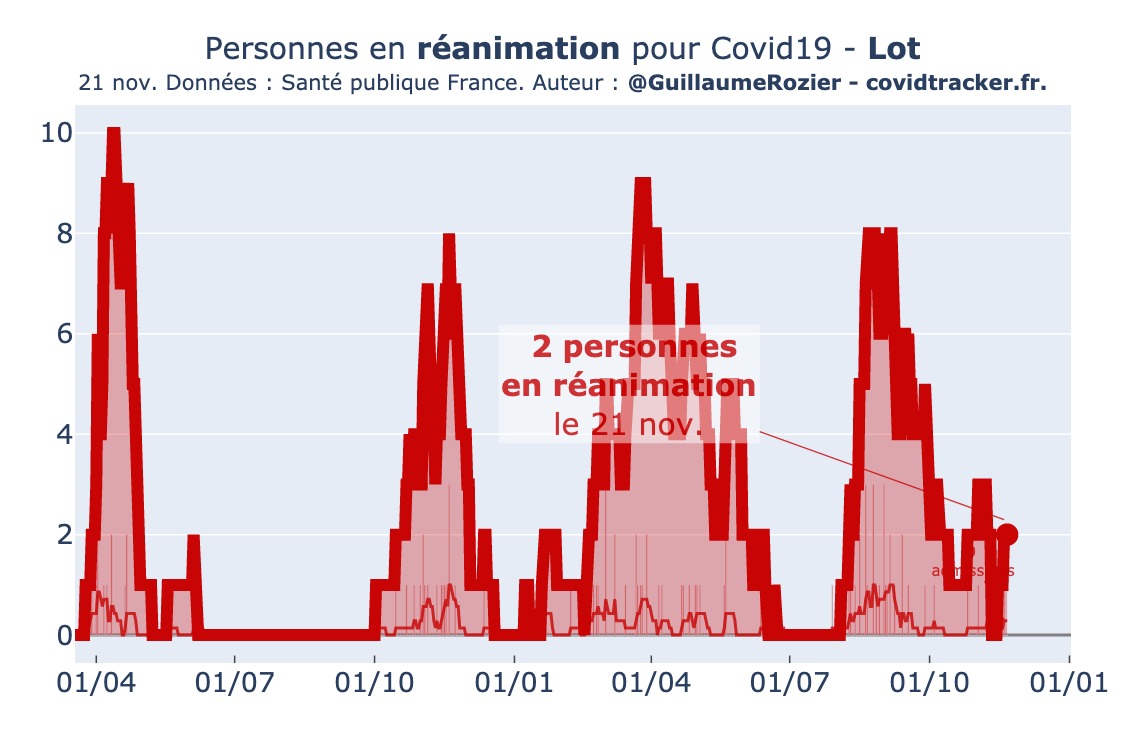 Personnes en réanimation pour Covid19 - Lot
21 nov. Données : Santé publique France. Auteur : @GuillaumeRozier - covidtracker.fr.
10
8
6
4
2
0
2 personnes
en réanimation
le 21 nov.
01/04
01/07
01/10
01/01
01/04
01/07
01/10
01/01